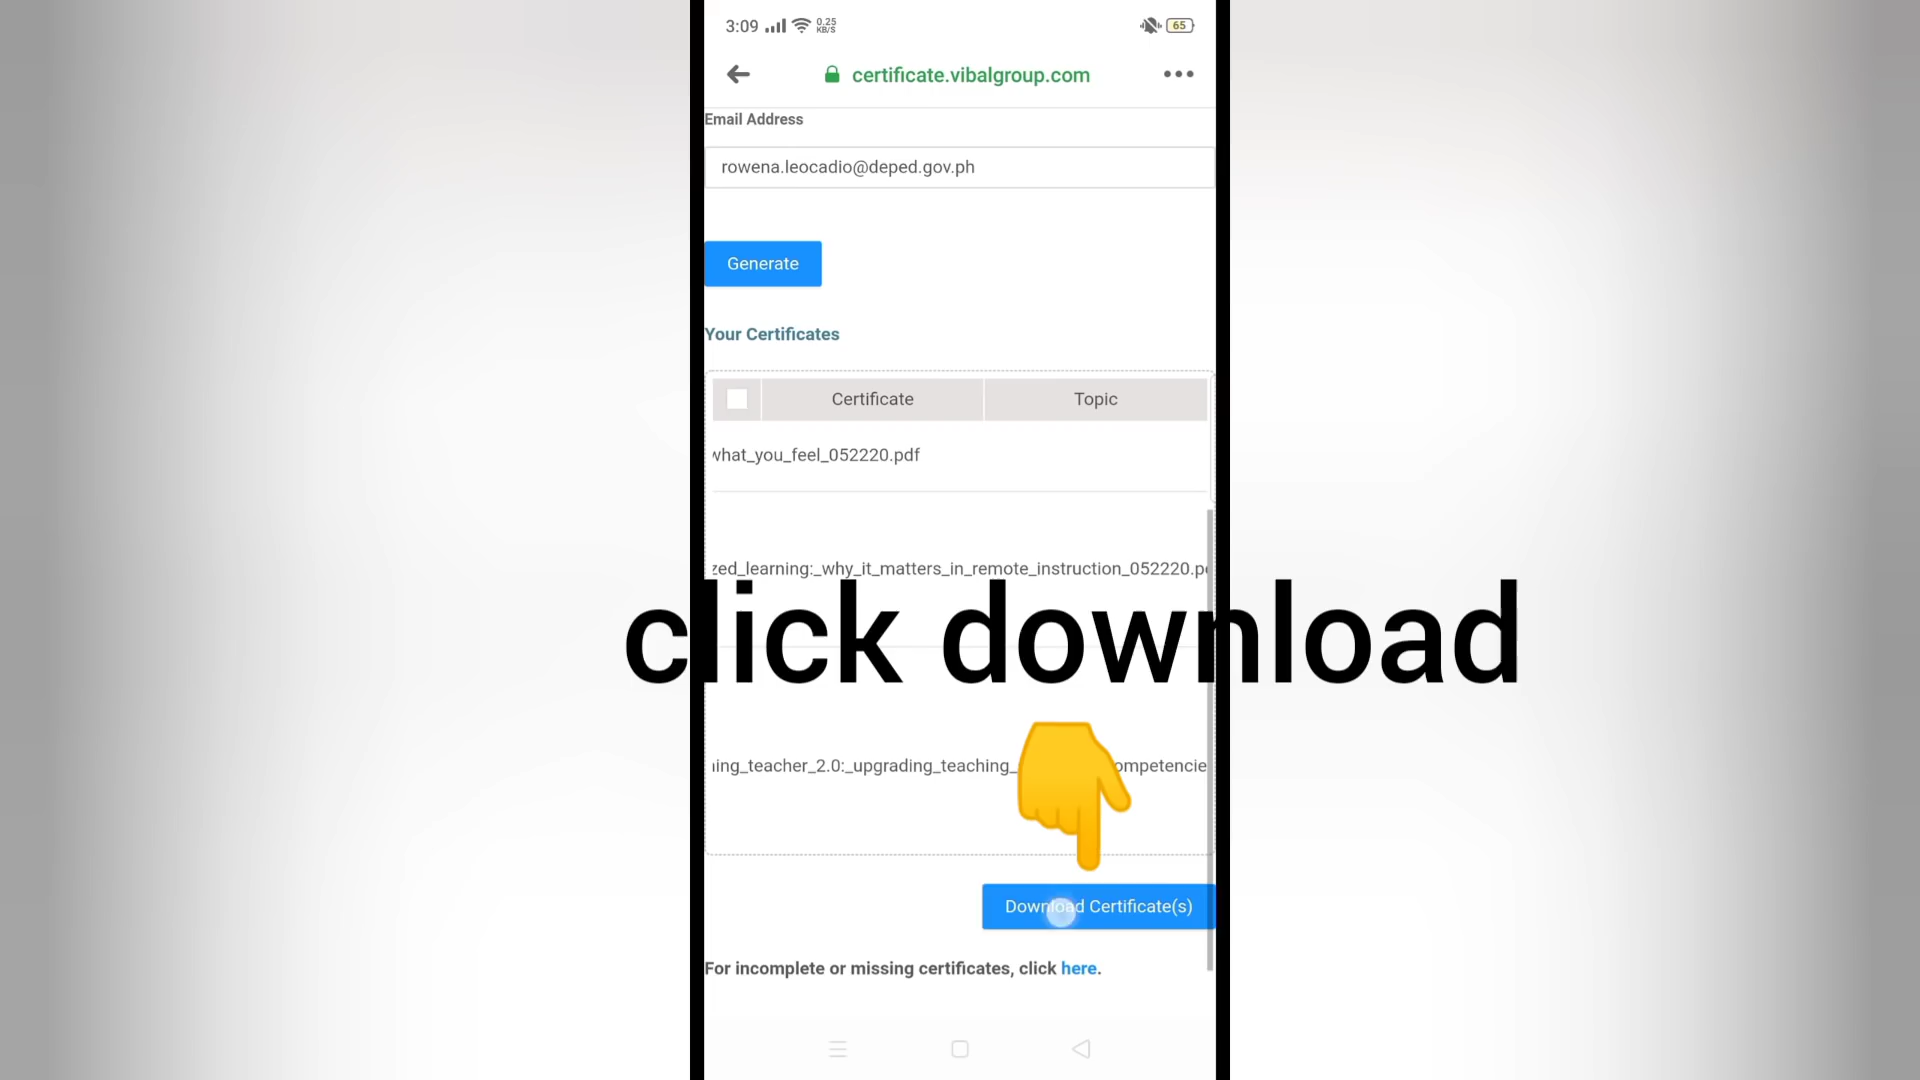 3:09 0.25 KB/S 65
certificate.vibalgroup.com
Email Address
rowena.leocadio@deped.gov.ph
Generate
Your Certificates
Certificate Topic
what_you_feel_052220.pdf
zed_learning:_why_it_matters_in_remote_instruction_052220.p
click download
ing_teacher_2.0:_upgrading_teaching_ ompetencie
Download Certificate(s)
For incomplete or missing certificates, click here.